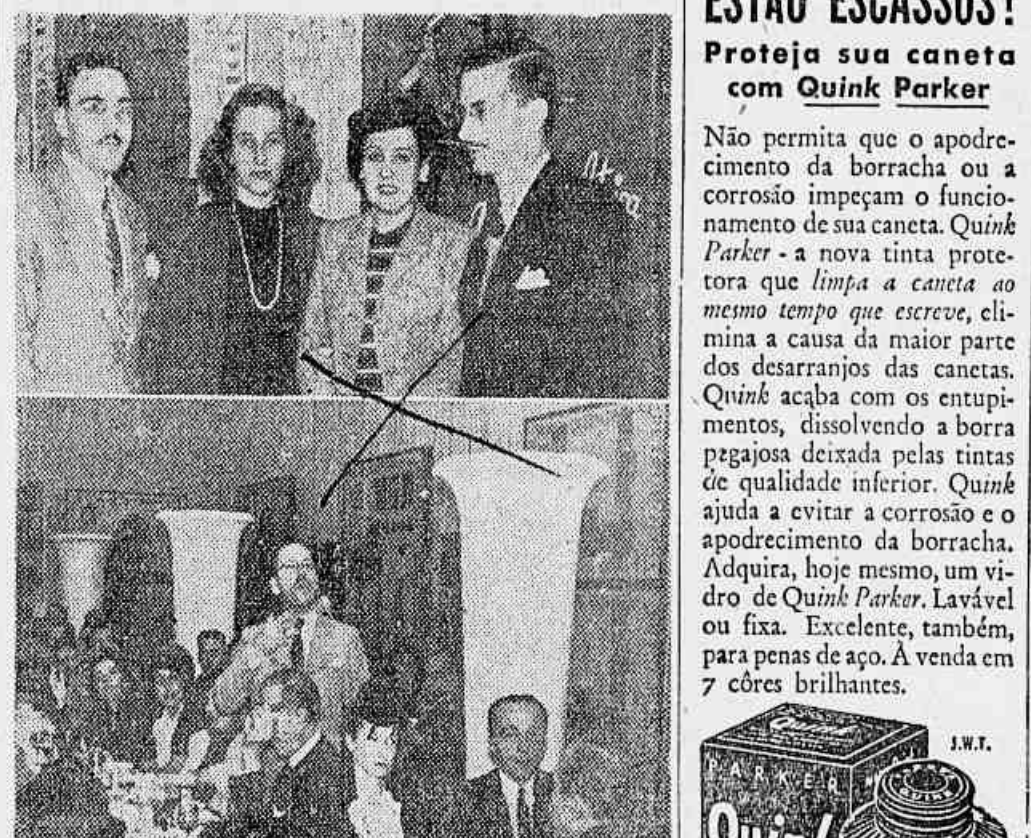 ESTÃO ESCASSOS!
Proteja sua caneta
com Quink Parker
Não permita que o apodre-
cimento da borracha ou a
corrosão impeçam o funcio-
namento de sua caneta. Quink
Parker - a nova tinta prote-
tora que limpa a caneta ao
mesmo tempo que escreve, eli-
mina a causa da maior parte
dos desarranjos das canetas.
Quink acaba com os entupi-
mentos, dissolvendo a borra
pegajosa deixada pelas tintas
de qualidade inferior. Quink
ajuda a evitar a corrosão e o
apodrecimento da borracha.
Adquira, hoje mesmo, um vi-
dro de Quink Parker. Lavável
ou fixa. Excelente, também,
para penas de aço. À venda em
7 côres brilhantes.
J.W.T.
Quink
PARKER
Quink
QUINK